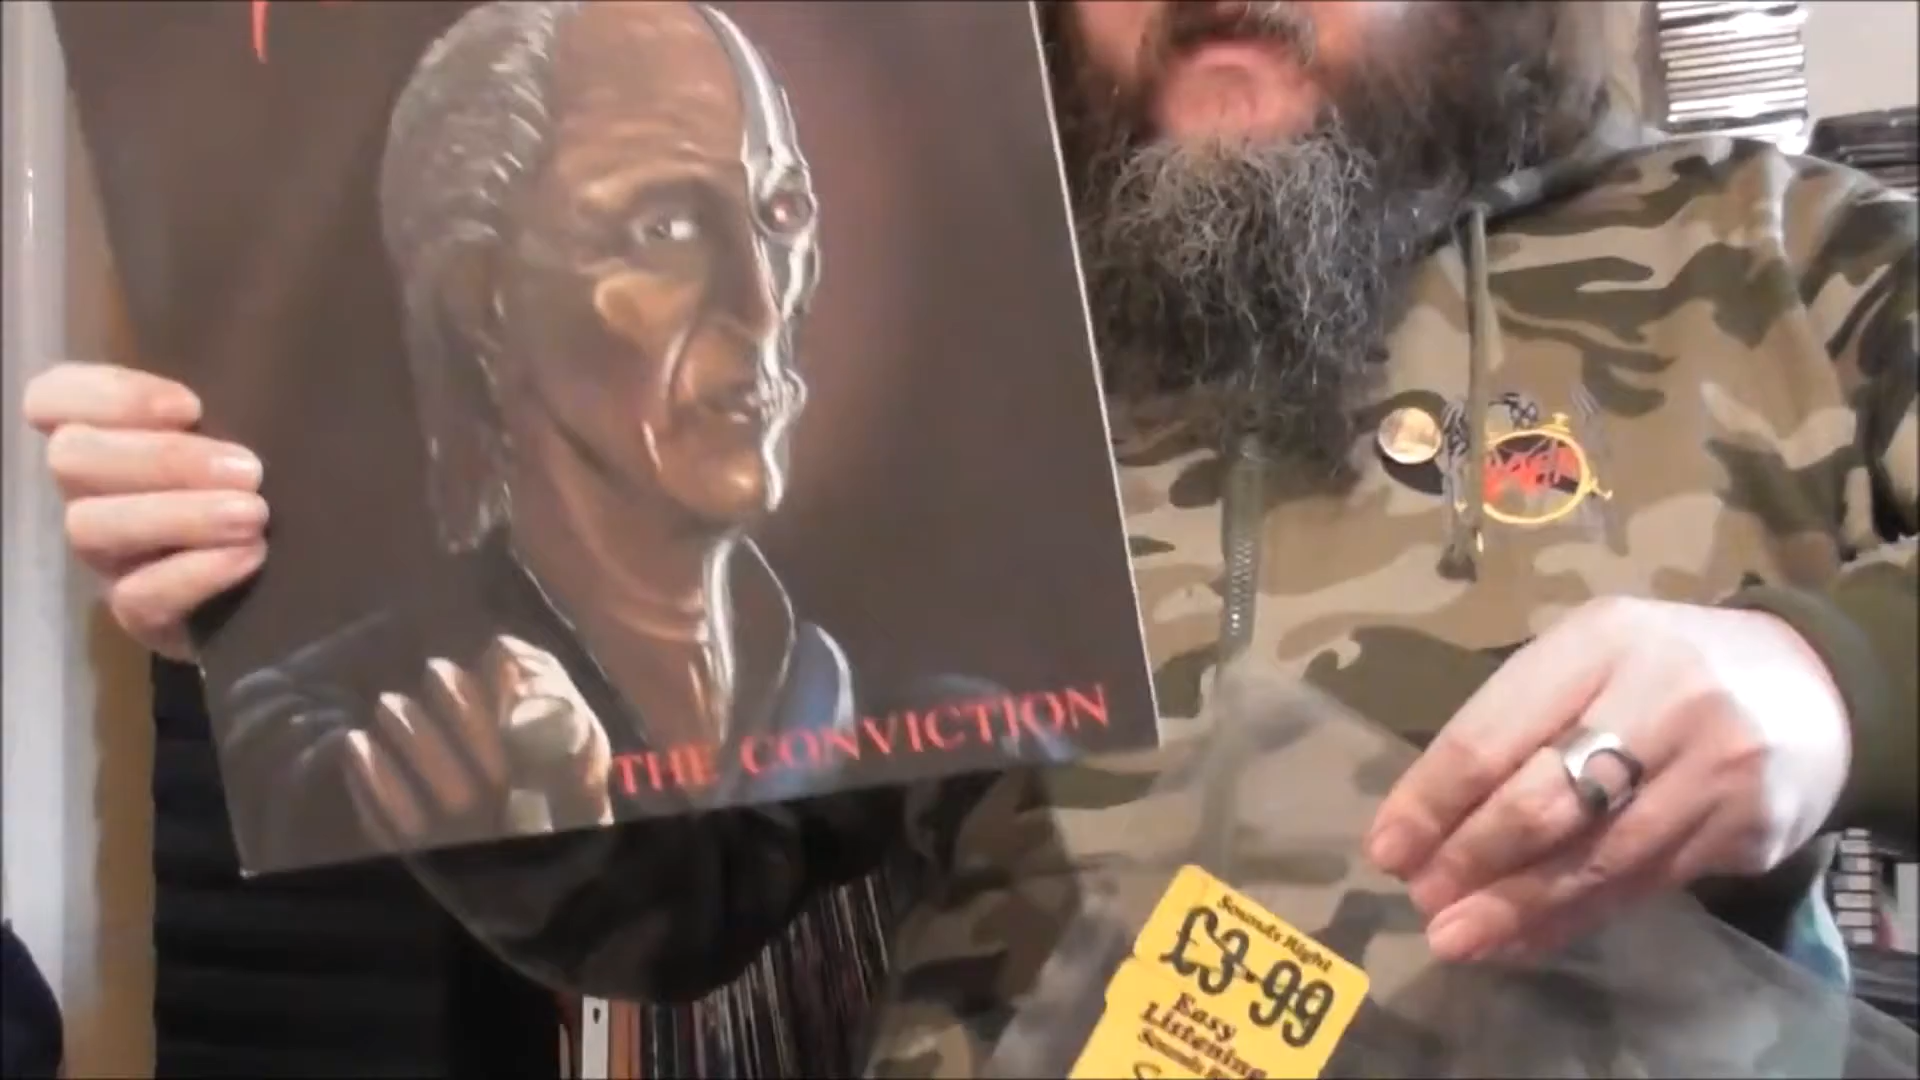 THE CONVICTION
Sounds Right
£3.99
Easy
Listening